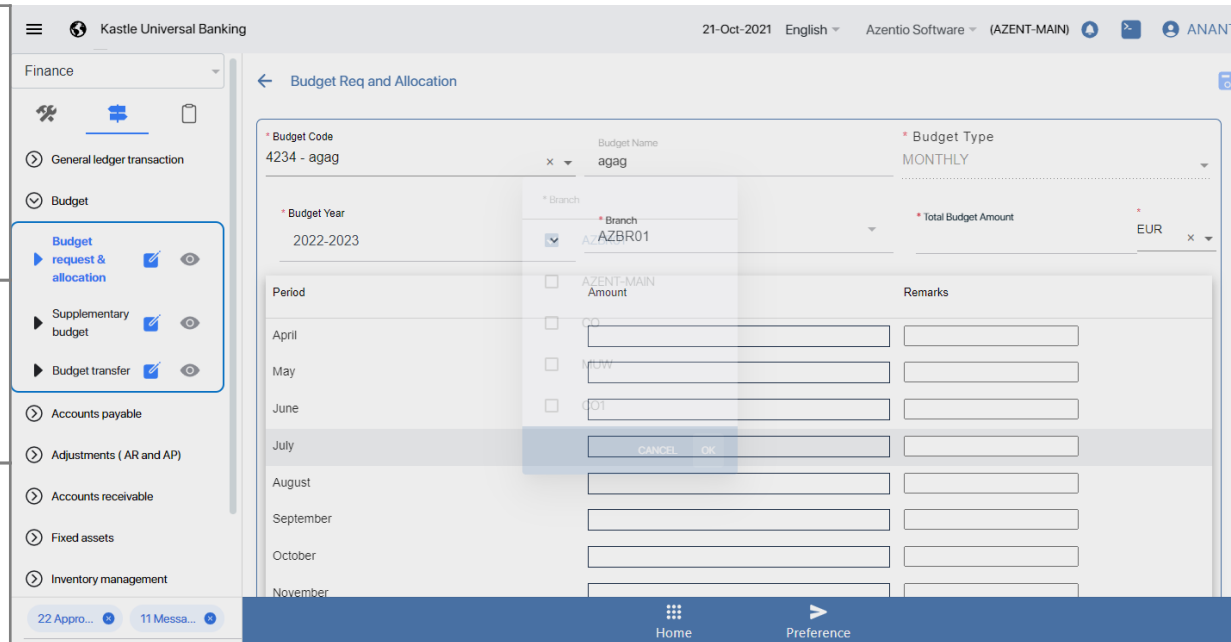 Kastle Universal Banking
21-Oct-2021 English Azentio Software (AZENT-MAIN) ANANT
Finance
Budget Req and Allocation
General ledger transaction
Budget
Budget request & allocation
Supplementary budget
Budget transfer
Accounts payable
Adjustments ( AR and AP)
Accounts receivable
Fixed assets
Inventory management
22 Appro...
11 Messa...
* Budget Code
4234 - agag
Budget Name
agag
* Budget Type
MONTHLY
* Budget Year
2022-2023
* Branch
AZBR01
* Total Budget Amount
*
EUR
* Branch
AZENT-MAIN
CO
MUW
CO1
CANCEL OK
Period Amount Remarks
April
May
June
July
August
September
October
November
Home
Preference